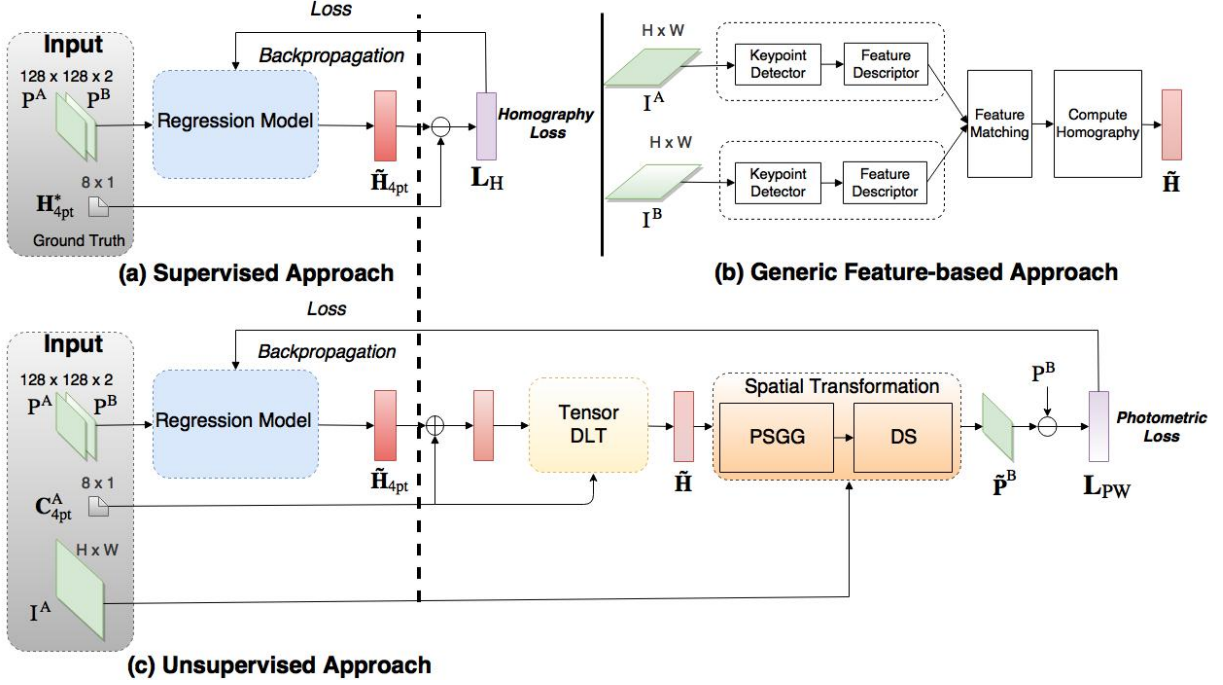 Loss
Backpropagation
Input
128 x 128 x 2
P^A P^B
Regression Model
H̃_4pt
Homography
Loss
L_H
8 x 1
H*_4pt
Ground Truth
(a) Supervised Approach
H x W
I^A
Keypoint
Detector
Feature
Descriptor
H x W
I^B
Keypoint
Detector
Feature
Descriptor
Feature
Matching
Compute
Homography
H̃
(b) Generic Feature-based Approach
Loss
Backpropagation
Input
128 x 128 x 2
P^A P^B
Regression Model
H̃_4pt
8 x 1
C^A_4pt
H x W
I^A
Tensor
DLT
H̃
Spatial Transformation
PSGG
DS
P̃^B
P^B
L_PW
Photometric
Loss
(c) Unsupervised Approach